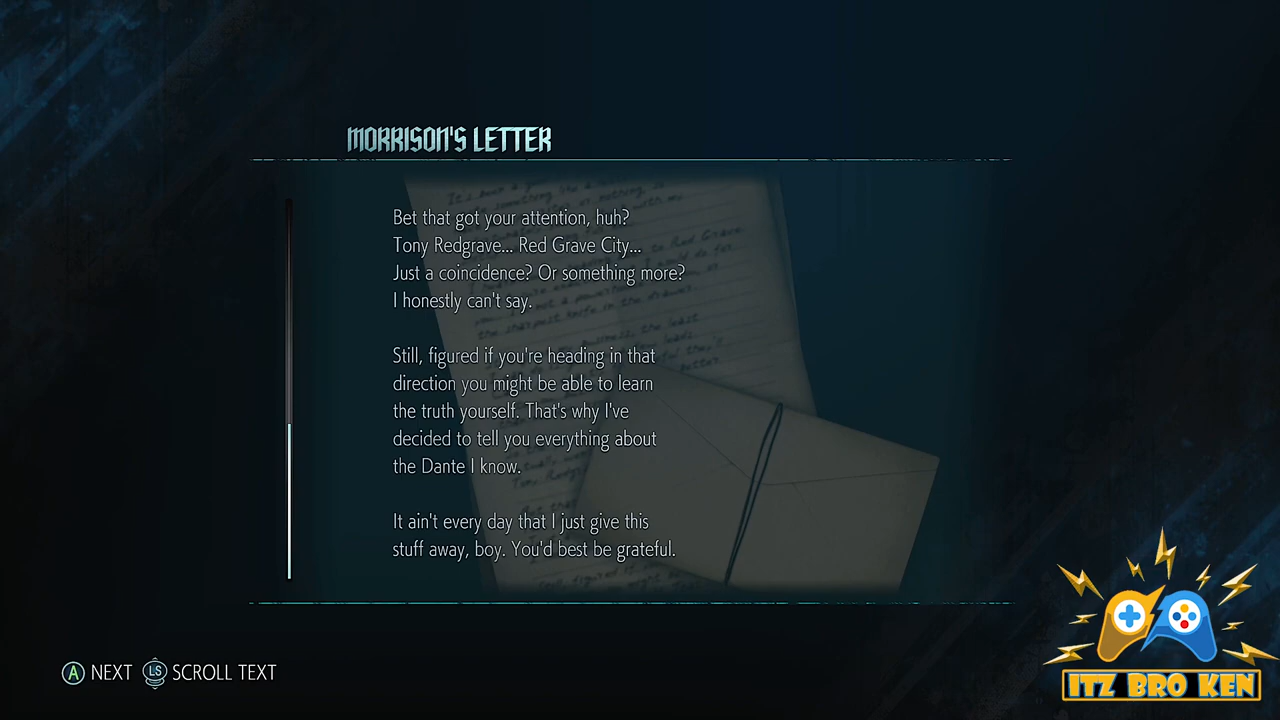 MORRISON'S LETTER
Bet that got your attention, huh?
Tony Redgrave... Red Grave City...
Just a coincidence? Or something more?
I honestly can't say.
Still, figured if you're heading in that
direction you might be able to learn
the truth yourself. That's why I've
decided to tell you everything about
the Dante I know.
It ain't every day that I just give this
stuff away, boy. You'd best be grateful.
A NEXT LS SCROLL TEXT
ITZ BRO KEN